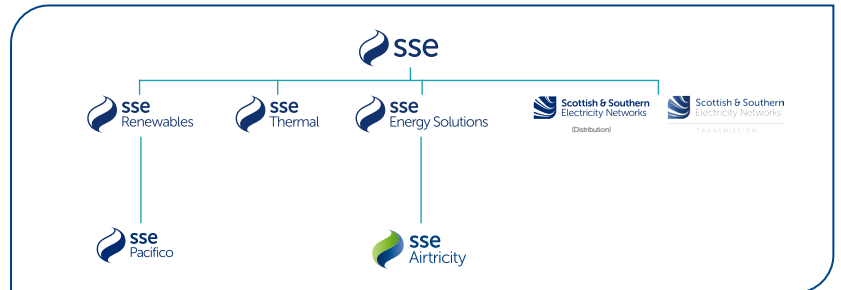 sse
sse
Renewables
sse
Thermal
sse
Energy Solutions
Scottish & Southern
Electricity Networks
(Distribution)
Scottish & Southern
Electricity Networks
TRANSMISSION
sse
Pacifico
sse
Airtricity